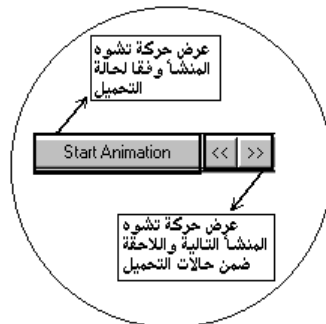 عرض حركة تشوه
المنشأ وفقا لحالة
التحميل
Start Animation << >>
عرض حركة تشوه
المنشأ التالية واللاحقة
ضمن حالات التحميل